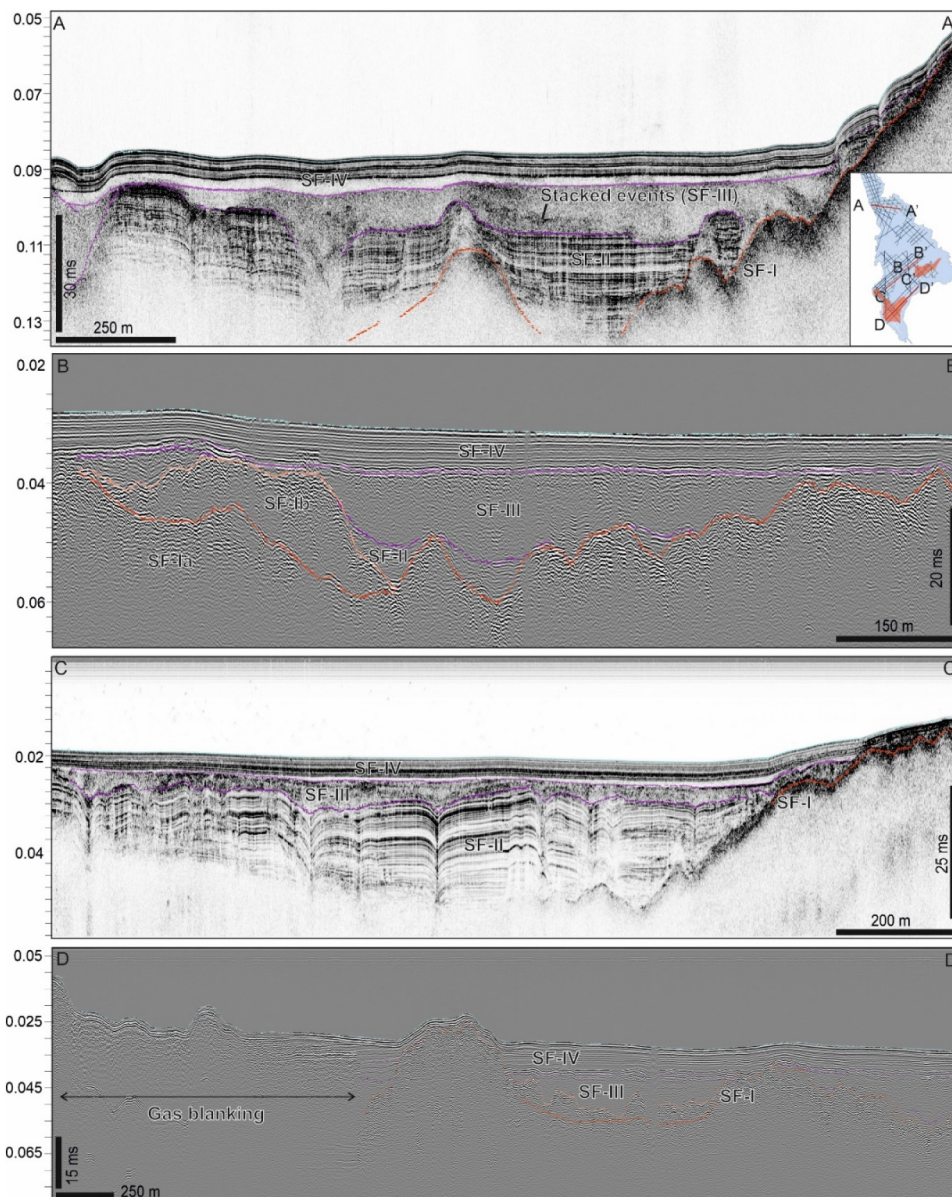 0.05
A
A
0.07
0.09
SF-IV
Stacked events (SF-III)
A
A'
0.11
30 ms
SF-II
SF-I
B'
B
C'
D'
C
D
0.13
250 m
0.02
B
B
SF-IV
0.04
SF-Ib
SF-III
SF-II
SF-Ia
20 ms
0.06
150 m
C
C
0.02
SF-IV
SF-III
SF-I
SF-II
25 ms
0.04
200 m
0.05
D
D
0.025
SF-IV
SF-III
SF-I
0.045
Gas blanking
0.065
15 ms
250 m